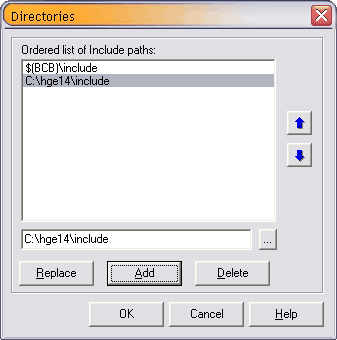 Directories
Ordered list of Include paths:
$(BCB)\include
C:\hge14\include
C:\hge14\include
...
Replace Add Delete
OK Cancel Help